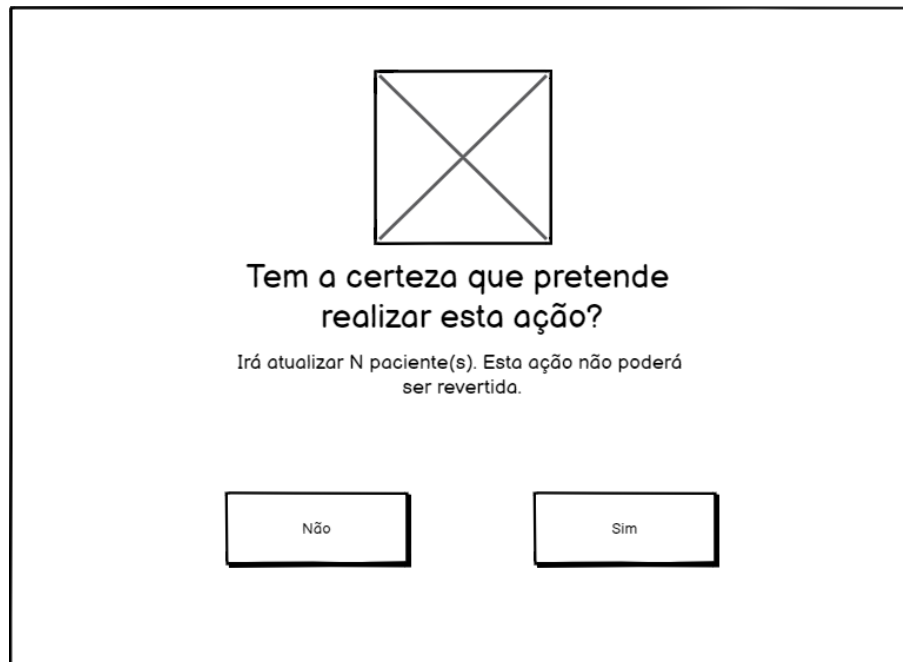 Tem a certeza que pretende
realizar esta ação?
Irá atualizar N paciente(s). Esta ação não poderá
ser revertida.
Não
Sim